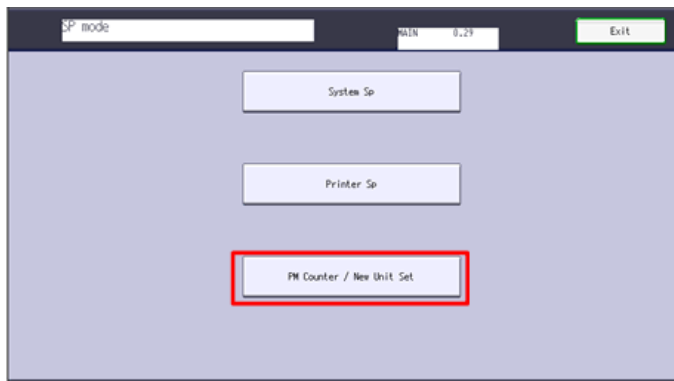 SP mode
MAIN 0.29
Exit
System Sp
Printer Sp
PM Counter / New Unit Set